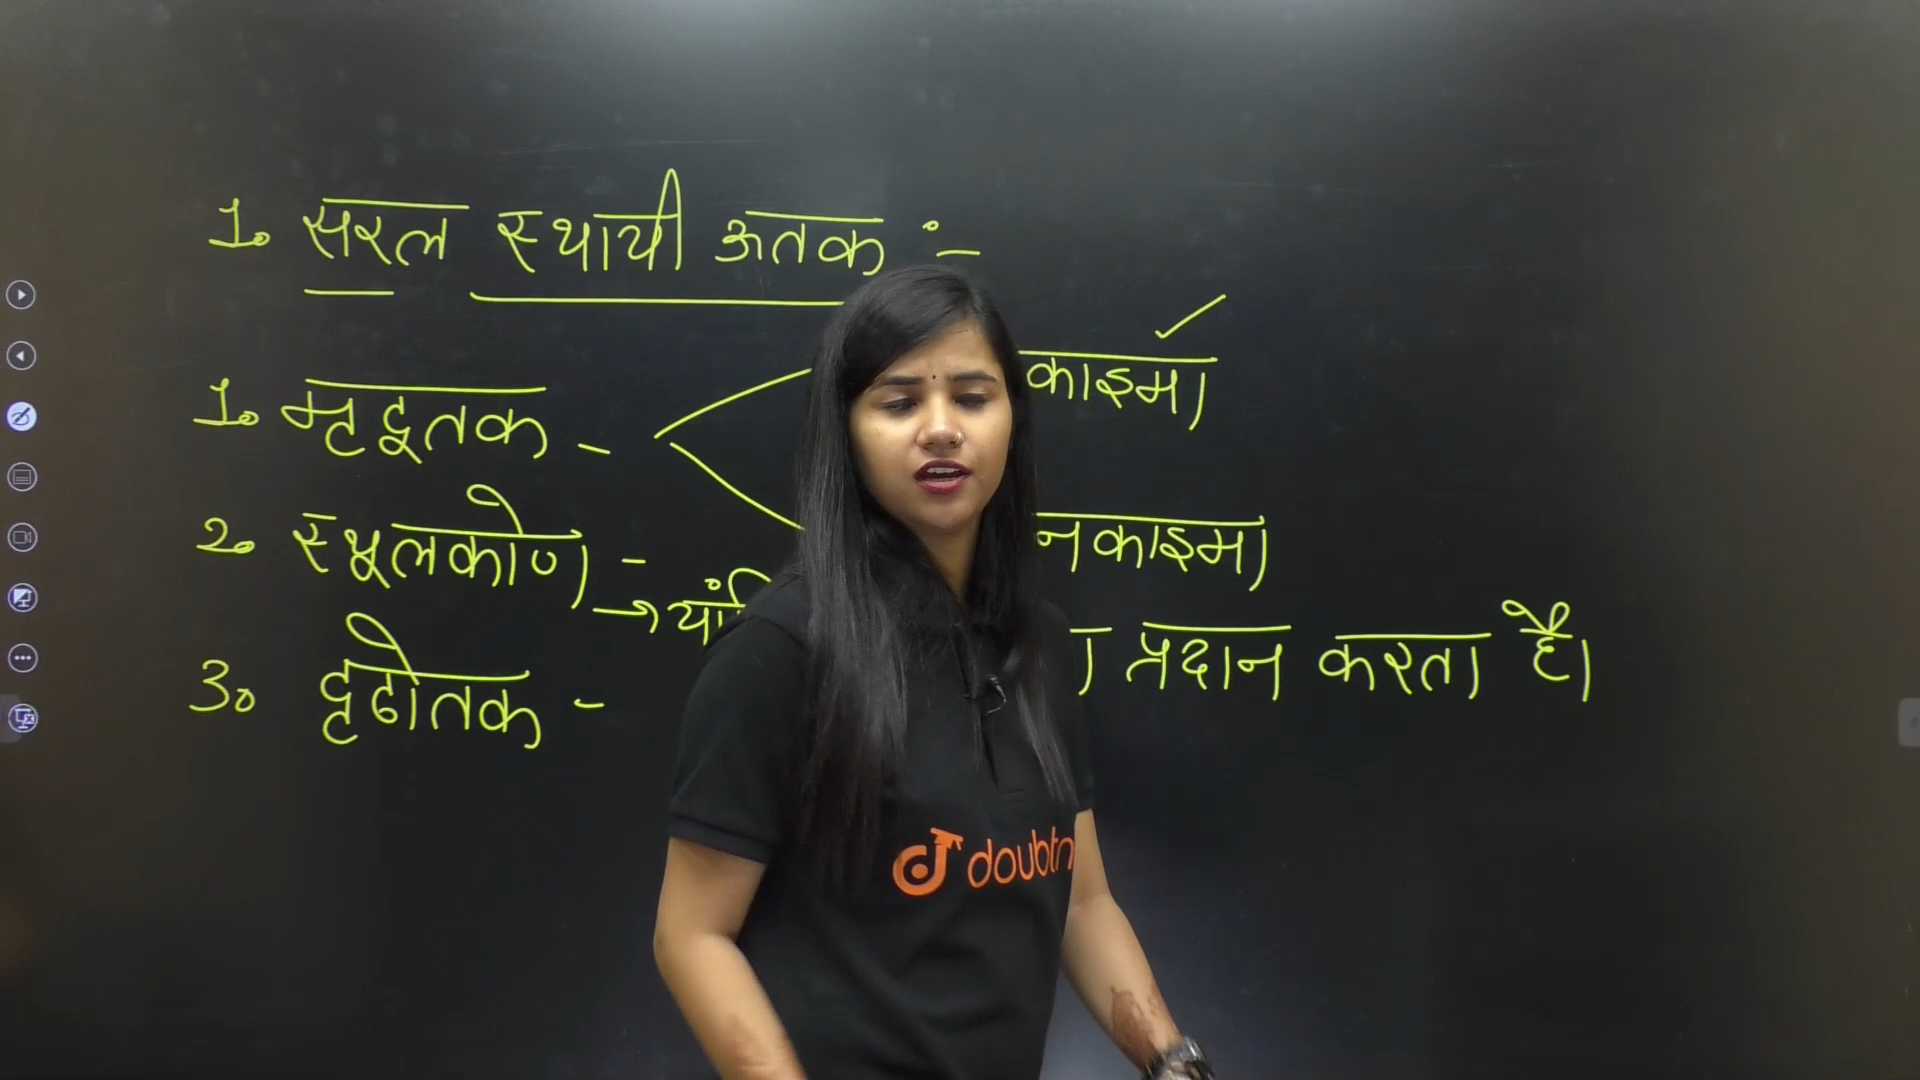 1. सरल स्थायी ऊतक :-
1. मृदूतक -
काइमा
2. स्थूलकोण -
नकाइमा
→ यां
प्रदान करता है।
3. दृढोतक -
doubtn